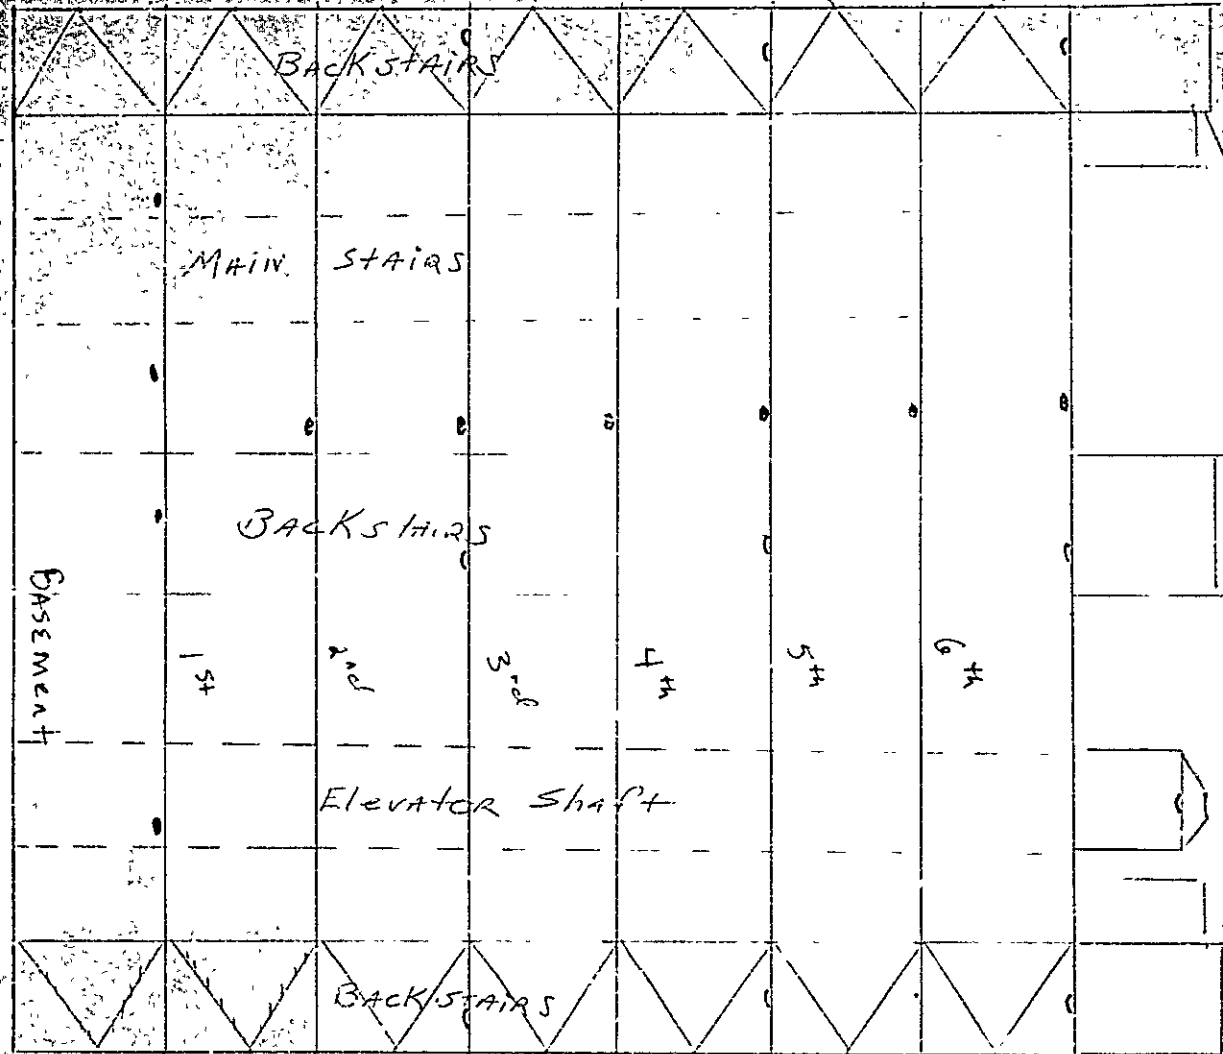 BACKSTAIRS
MAIN STAIRS
BACKSTAIRS
BASEMENT
1st
2nd
3rd
4th
5th
6th
Elevator Shaft
BACKSTAIRS